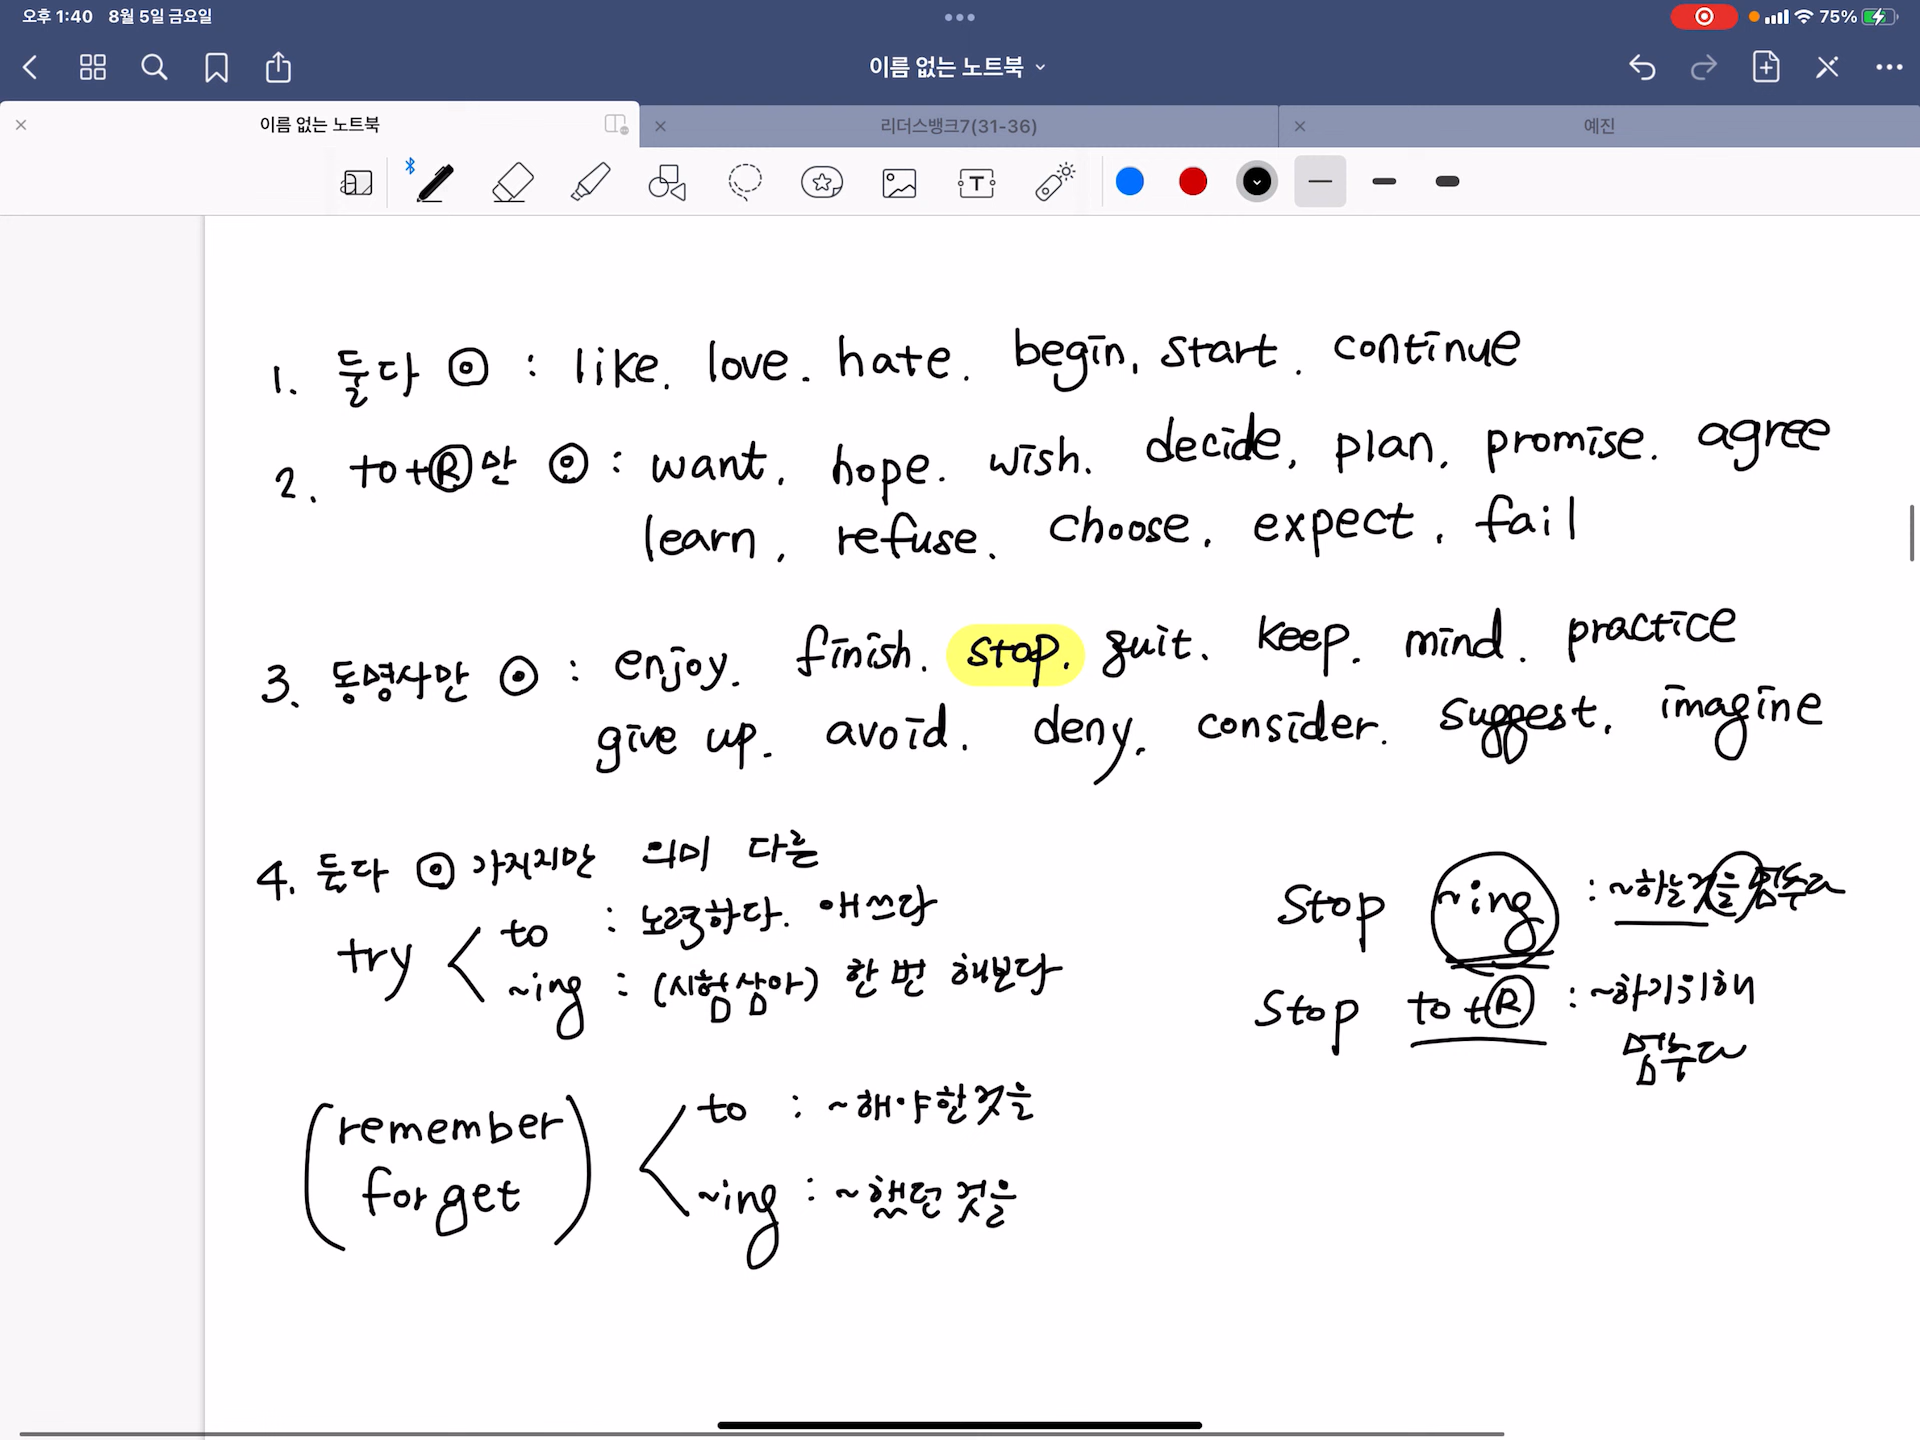 오후 1:40 8월 5일 금요일
75%
이름 없는 노트북
이름 없는 노트북
리더스뱅크7(31-36)
예진
1. 둘다 ⊙ : like. love. hate. begin. start. continue
2. to+Ⓡ만 ⊙ : want. hope. wish. decide. plan. promise. agree
learn. refuse. choose. expect. fail
3. 동명사만 ⊙ : enjoy. finish. stop. quit. keep. mind. practice
give up. avoid. deny. consider. suggest. imagine
4. 둘다 ⊙ 가지지만 의미 다른
try < to : 노력하다. 애쓰다
~ing : (시험삼아) 한 번 해보다
Stop ~ing : ~하는것을 멈추다
Stop to+Ⓡ : ~하기위해
멈추다
(remember
forget) < to : ~해야한것을
~ing : ~했던 것을